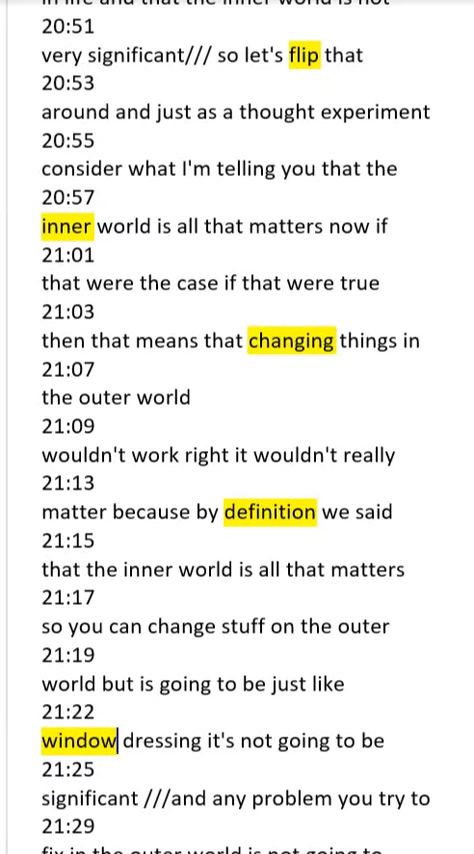 20:51
very significant/// so let's flip that
20:53
around and just as a thought experiment
20:55
consider what I'm telling you that the
20:57
inner world is all that matters now if
21:01
that were the case if that were true
21:03
then that means that changing things in
21:07
the outer world
21:09
wouldn't work right it wouldn't really
21:13
matter because by definition we said
21:15
that the inner world is all that matters
21:17
so you can change stuff on the outer
21:19
world but is going to be just like
21:22
window dressing it's not going to be
21:25
significant ///and any problem you try to
21:29